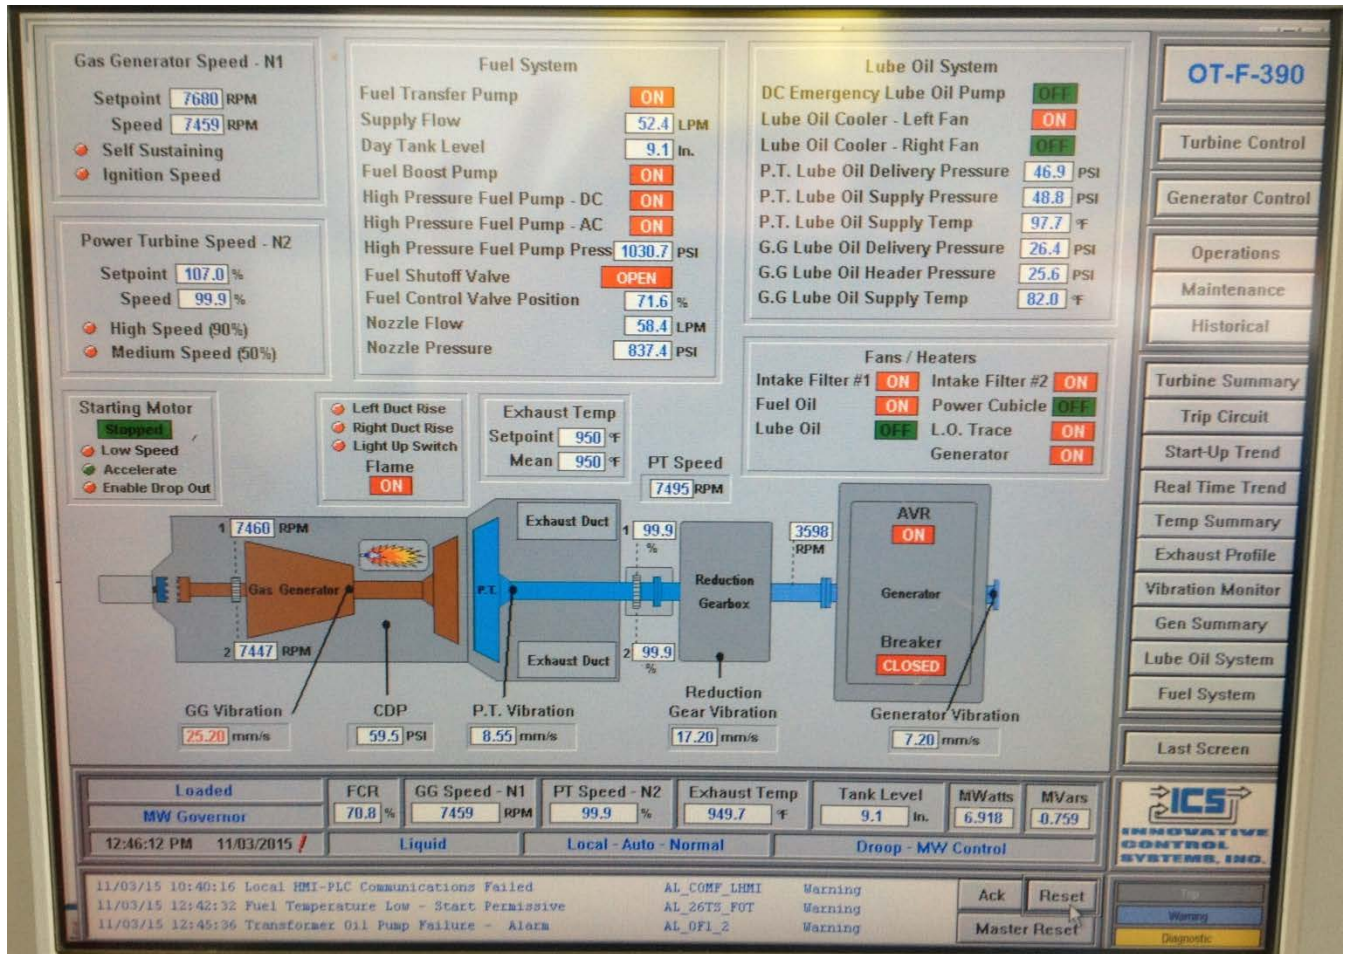 Gas Generator Speed - N1
Setpoint 7680 RPM
Speed 7459 RPM
Self Sustaining
Ignition Speed
Power Turbine Speed - N2
Setpoint 107.0 %
Speed 99.9 %
High Speed (90%)
Medium Speed (50%)
Fuel System
Fuel Transfer Pump ON
Supply Flow 52.4 LPM
Day Tank Level 9.1 In.
Fuel Boost Pump ON
High Pressure Fuel Pump - DC ON
High Pressure Fuel Pump - AC ON
High Pressure Fuel Pump Press 1030.7 PSI
Fuel Shutoff Valve OPEN
Fuel Control Valve Position 71.6 %
Nozzle Flow 58.4 LPM
Nozzle Pressure 837.4 PSI
Lube Oil System
DC Emergency Lube Oil Pump OFF
Lube Oil Cooler - Left Fan ON
Lube Oil Cooler - Right Fan OFF
P.T. Lube Oil Delivery Pressure 46.9 PSI
P.T. Lube Oil Supply Pressure 48.8 PSI
P.T. Lube Oil Supply Temp 97.7 °F
G.G Lube Oil Delivery Pressure 26.4 PSI
G.G Lube Oil Header Pressure 25.6 PSI
G.G Lube Oil Supply Temp 82.0 °F
Fans / Heaters
Intake Filter #1 ON Intake Filter #2 ON
Fuel Oil ON Power Cubicle OFF
Lube Oil OFF L.O. Trace ON
Generator ON
OT-F-390
Turbine Control
Generator Control
Operations
Maintenance
Historical
Turbine Summary
Trip Circuit
Start-Up Trend
Real Time Trend
Temp Summary
Exhaust Profile
Vibration Monitor
Gen Summary
Lube Oil System
Fuel System
Last Screen
Starting Motor
Stopped
Low Speed
Accelerate
Enable Drop Out
Left Duct Rise
Right Duct Rise
Light Up Switch
Flame
ON
Exhaust Temp
Setpoint 950 °F
Mean 950 °F
PT Speed
7495 RPM
1 7460 RPM
Exhaust Duct
1 99.9
%
3598
RPM
AVR
ON
Gas Generator
P.T.
Reduction
Gearbox
Generator
2 7447 RPM
Exhaust Duct
2 99.9
%
Breaker
CLOSED
GG Vibration
25.20 mm/s
CDP
59.5 PSI
P.T. Vibration
8.55 mm/s
Reduction
Gear Vibration
17.20 mm/s
Generator Vibration
7.20 mm/s
Loaded
MW Governor
FCR
70.8 %
GG Speed - N1
7459 RPM
PT Speed - N2
99.9 %
Exhaust Temp
949.7 °F
Tank Level
9.1 In.
MWatts
6.918
MVars
-0.759
12:46:12 PM 11/03/2015 Liquid Local - Auto - Normal Droop - MW Control
ICS
INNOVATIVE
CONTROL
SYSTEMS, INC.
11/03/15 10:40:16 Local HMI-PLC Communications Failed AL_COMF_LHMI Warning
11/03/15 12:42:32 Fuel Temperature Low - Start Permissive AL_26TS_FOT Warning
11/03/15 12:45:36 Transformer Oil Pump Failure - Alarm AL_OF1_2 Warning
Ack Reset
Master Reset
Trip
Warning
Diagnostic